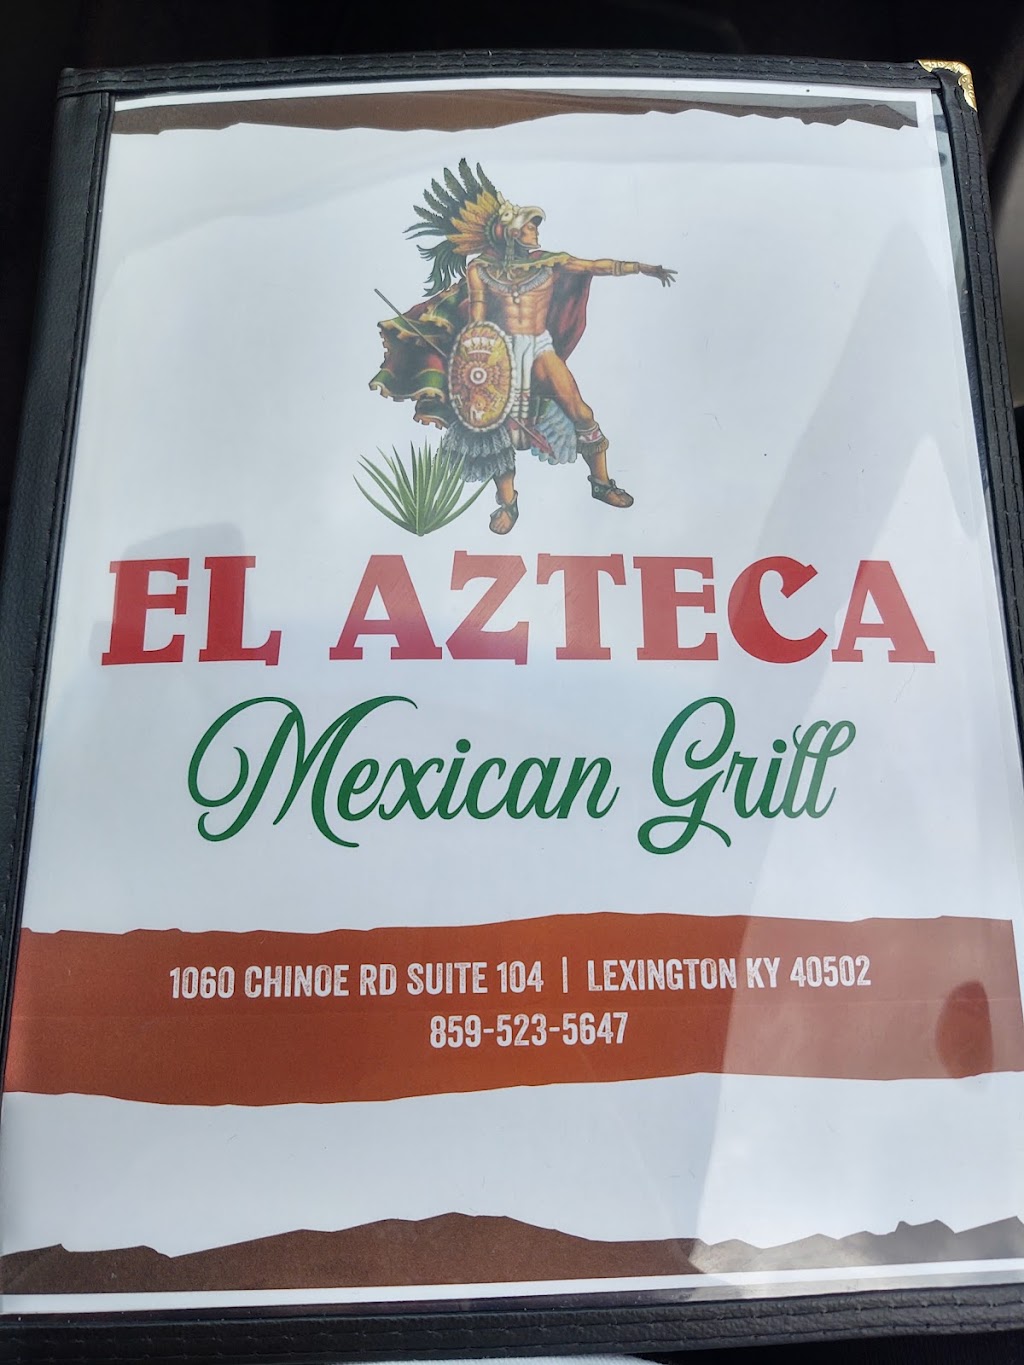 EL AZTECA
Mexican Grill
1060 CHINOE RD SUITE 104 | LEXINGTON KY 40502
859-523-5647